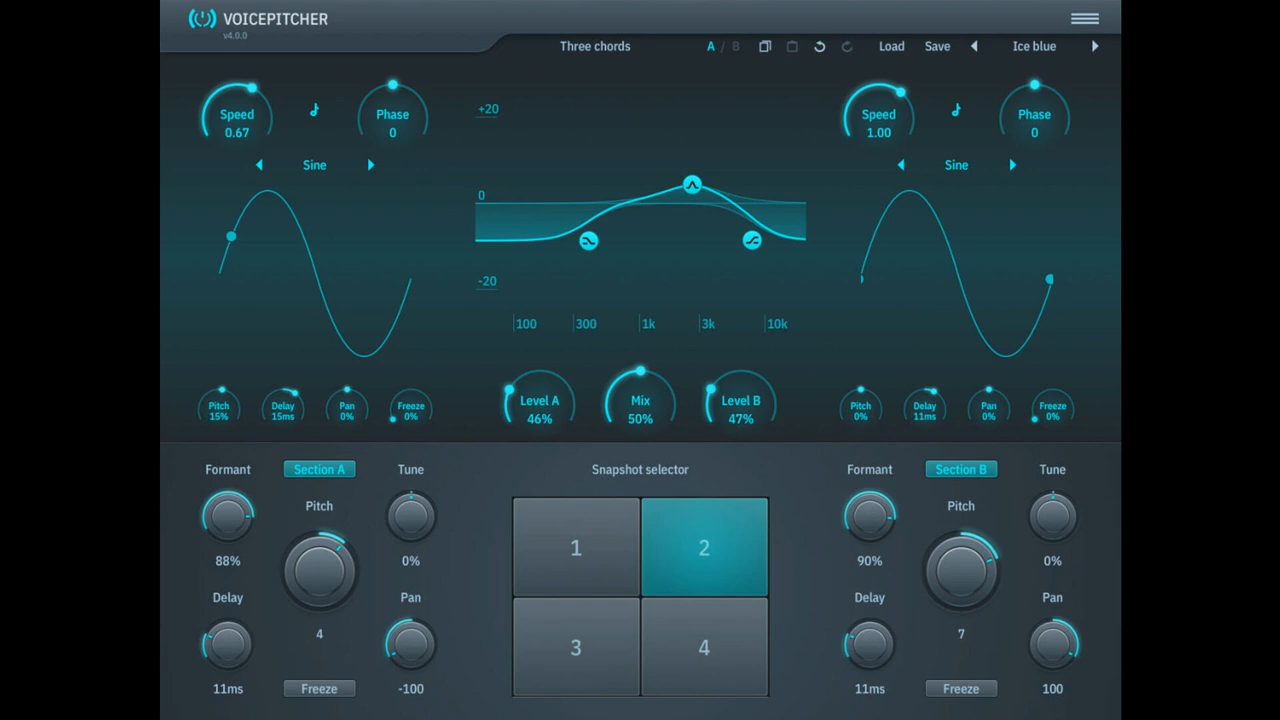 VOICEPITCHER
v4.0.0
Three chords
A / B
Load
Save
Ice blue
Speed
0.67
Phase
0
Sine
+20
0
-20
100
300
1k
3k
10k
Speed
1.00
Phase
0
Sine
Pitch
15%
Delay
15ms
Pan
0%
Freeze
0%
Level A
46%
Mix
50%
Level B
47%
Pitch
0%
Delay
11ms
Pan
0%
Freeze
0%
Formant
Section A
Tune
Pitch
88%
0%
Delay
Pan
4
11ms
Freeze
-100
Snapshot selector
1
2
3
4
Formant
Section B
Tune
Pitch
90%
0%
Delay
Pan
7
11ms
Freeze
100